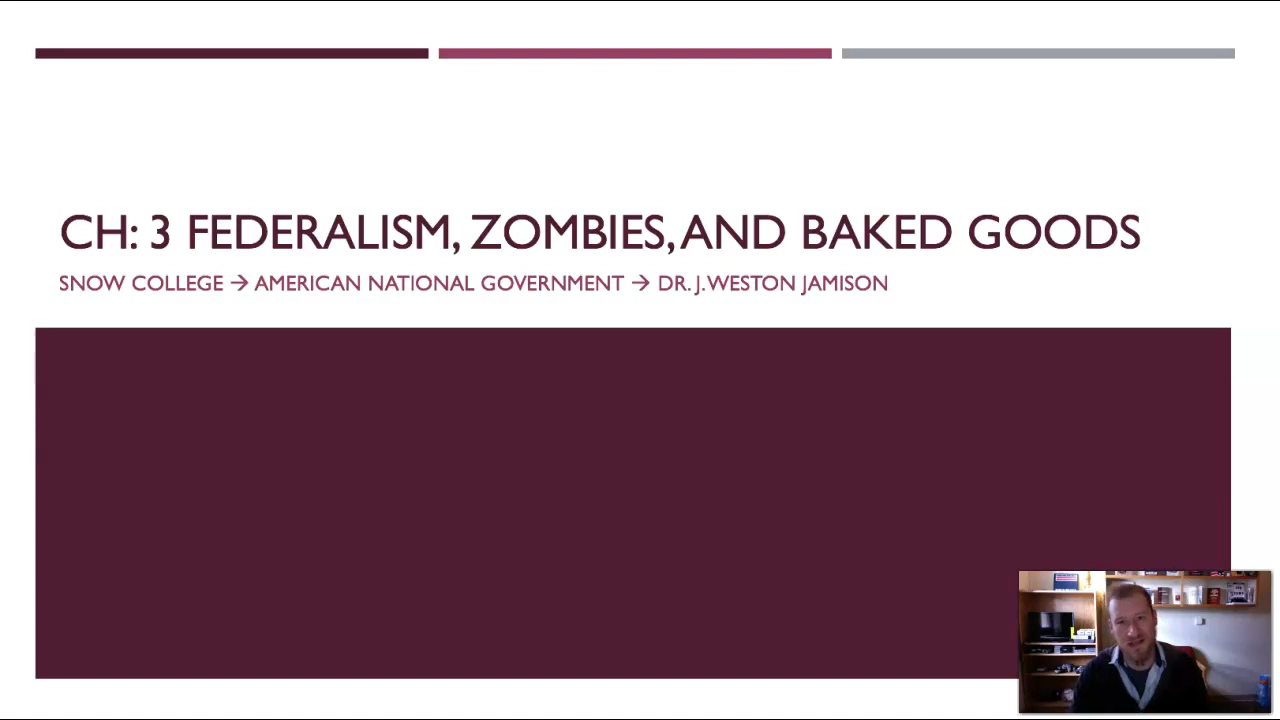 CH: 3 FEDERALISM, ZOMBIES, AND BAKED GOODS
SNOW COLLEGE → AMERICAN NATIONAL GOVERNMENT → DR. J. WESTON JAMISON